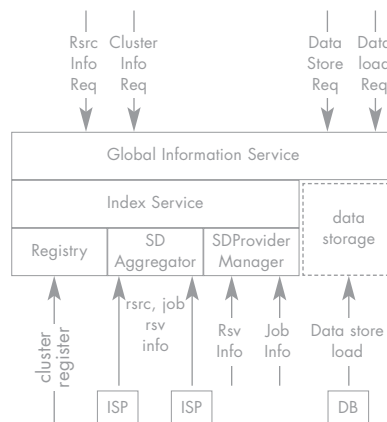 Rsrc Info Req
Cluster Info Req
Data Store Req
Data load Req
Global Information Service
Index Service
data storage
Registry
SD Aggregator
SDProvider Manager
cluster register
rsrc, job rsv info
Rsv Info
Job Info
Data store load
ISP
ISP
DB